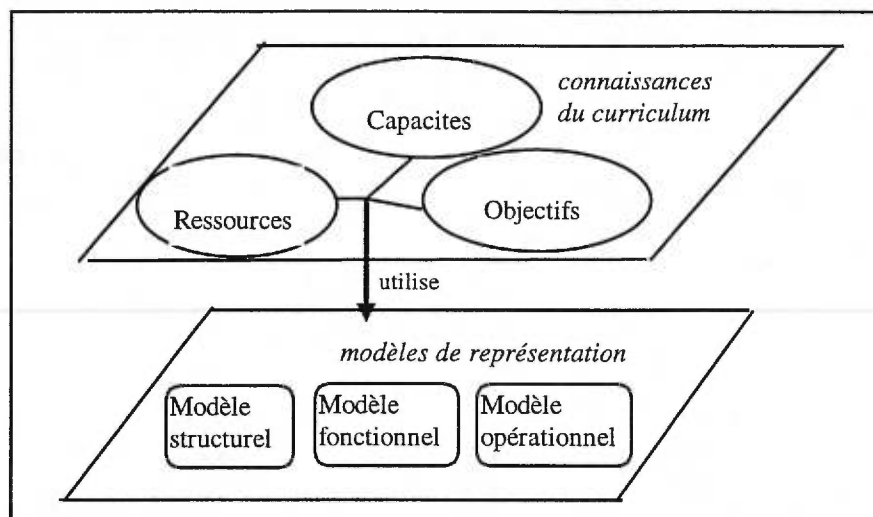 connaissances
du curriculum
Capacites
Ressources
Objectifs
utilise
modèles de représentation
Modèle
structurel
Modèle
fonctionnel
Modèle
opérationnel